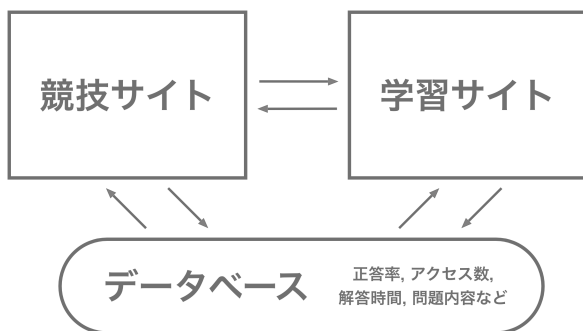 競技サイト
学習サイト
データベース
正答率, アクセス数,
解答時間, 問題内容など